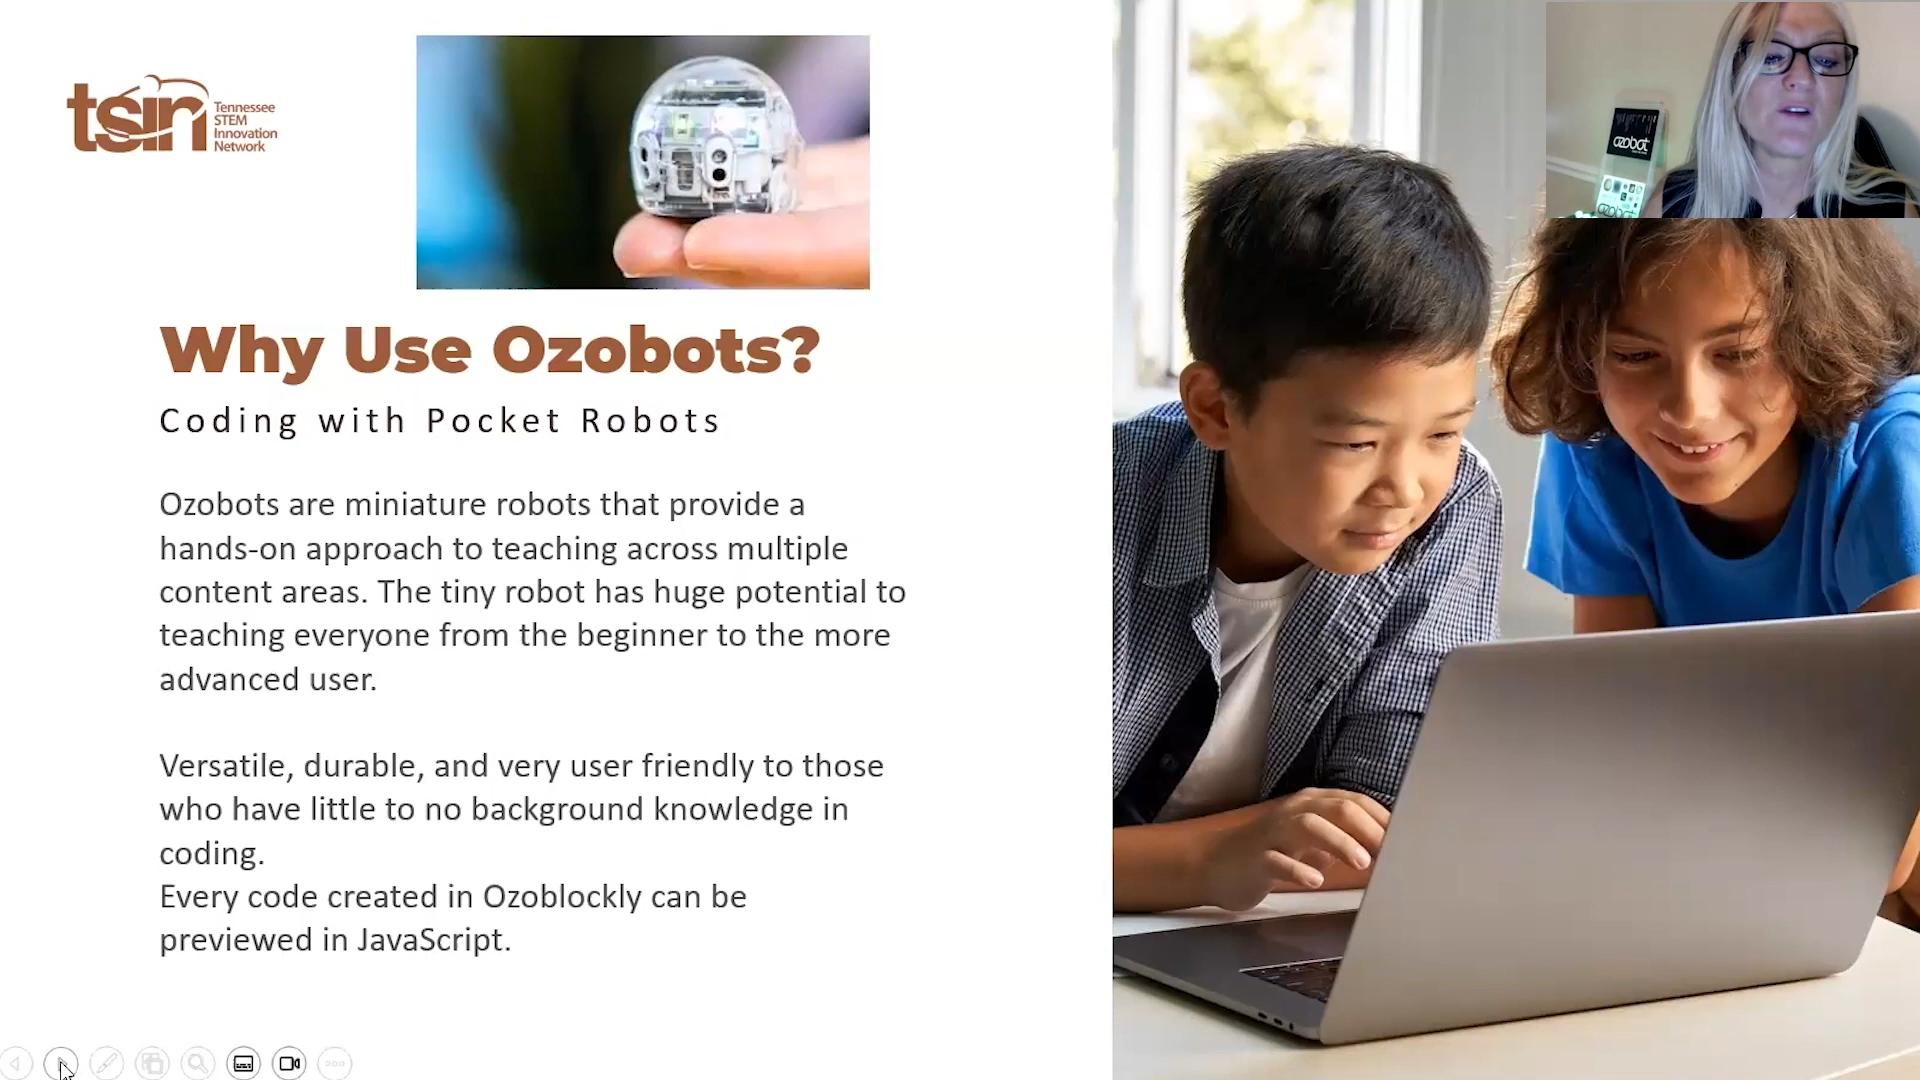 tsin
Tennessee
STEM
Innovation
Network
ozobot
ozobot
Why Use Ozobots?
Coding with Pocket Robots
Ozobots are miniature robots that provide a
hands-on approach to teaching across multiple
content areas. The tiny robot has huge potential to
teaching everyone from the beginner to the more
advanced user.
Versatile, durable, and very user friendly to those
who have little to no background knowledge in
coding.
Every code created in Ozoblockly can be
previewed in JavaScript.